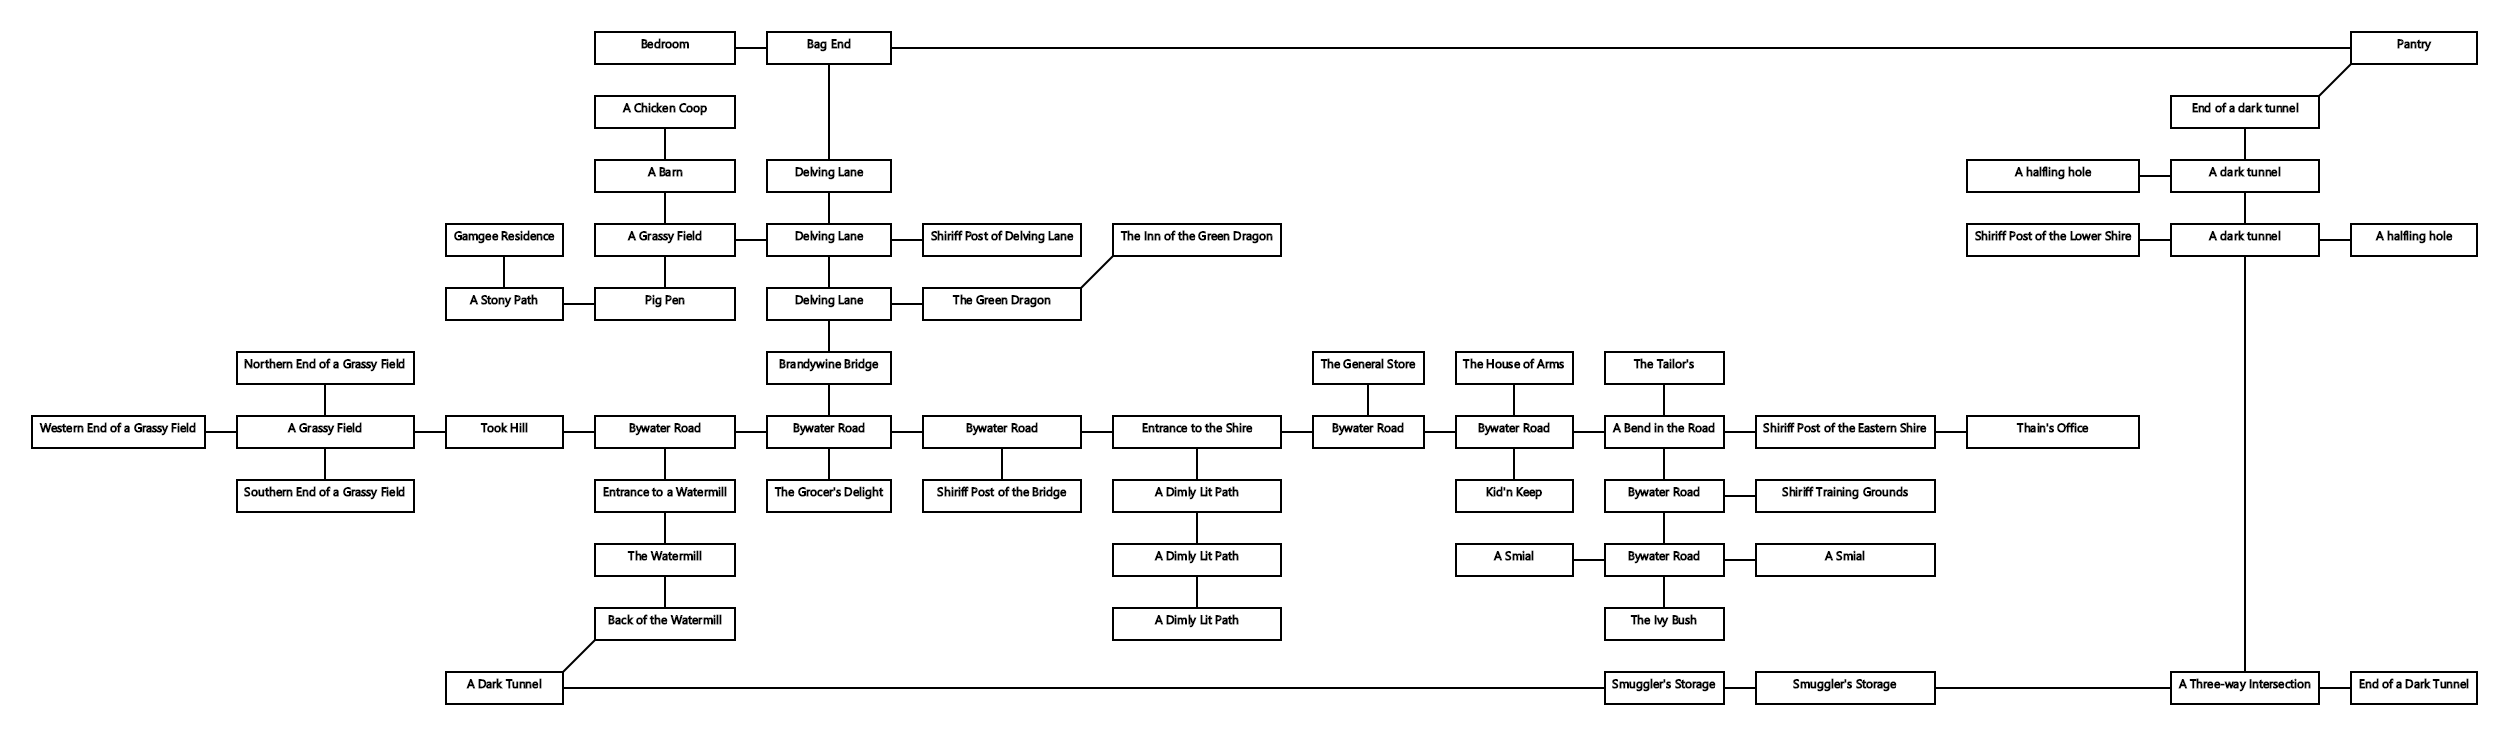 Bedroom
Bag End
Pantry
A Chicken Coop
End of a dark tunnel
A Barn
Delving Lane
A halfling hole
A dark tunnel
Gamgee Residence
A Grassy Field
Delving Lane
Shiriff Post of Delving Lane
The Inn of the Green Dragon
Shiriff Post of the Lower Shire
A dark tunnel
A halfling hole
A Stony Path
Pig Pen
Delving Lane
The Green Dragon
Northern End of a Grassy Field
Brandywine Bridge
The General Store
The House of Arms
The Tailor's
Western End of a Grassy Field
A Grassy Field
Took Hill
Bywater Road
Bywater Road
Bywater Road
Entrance to the Shire
Bywater Road
Bywater Road
A Bend in the Road
Shiriff Post of the Eastern Shire
Thain's Office
Southern End of a Grassy Field
Entrance to a Watermill
The Grocer's Delight
Shiriff Post of the Bridge
A Dimly Lit Path
Kid'n Keep
Bywater Road
Shiriff Training Grounds
The Watermill
A Dimly Lit Path
A Smial
Bywater Road
A Smial
Back of the Watermill
A Dimly Lit Path
The Ivy Bush
A Dark Tunnel
Smuggler's Storage
Smuggler's Storage
A Three-way Intersection
End of a Dark Tunnel